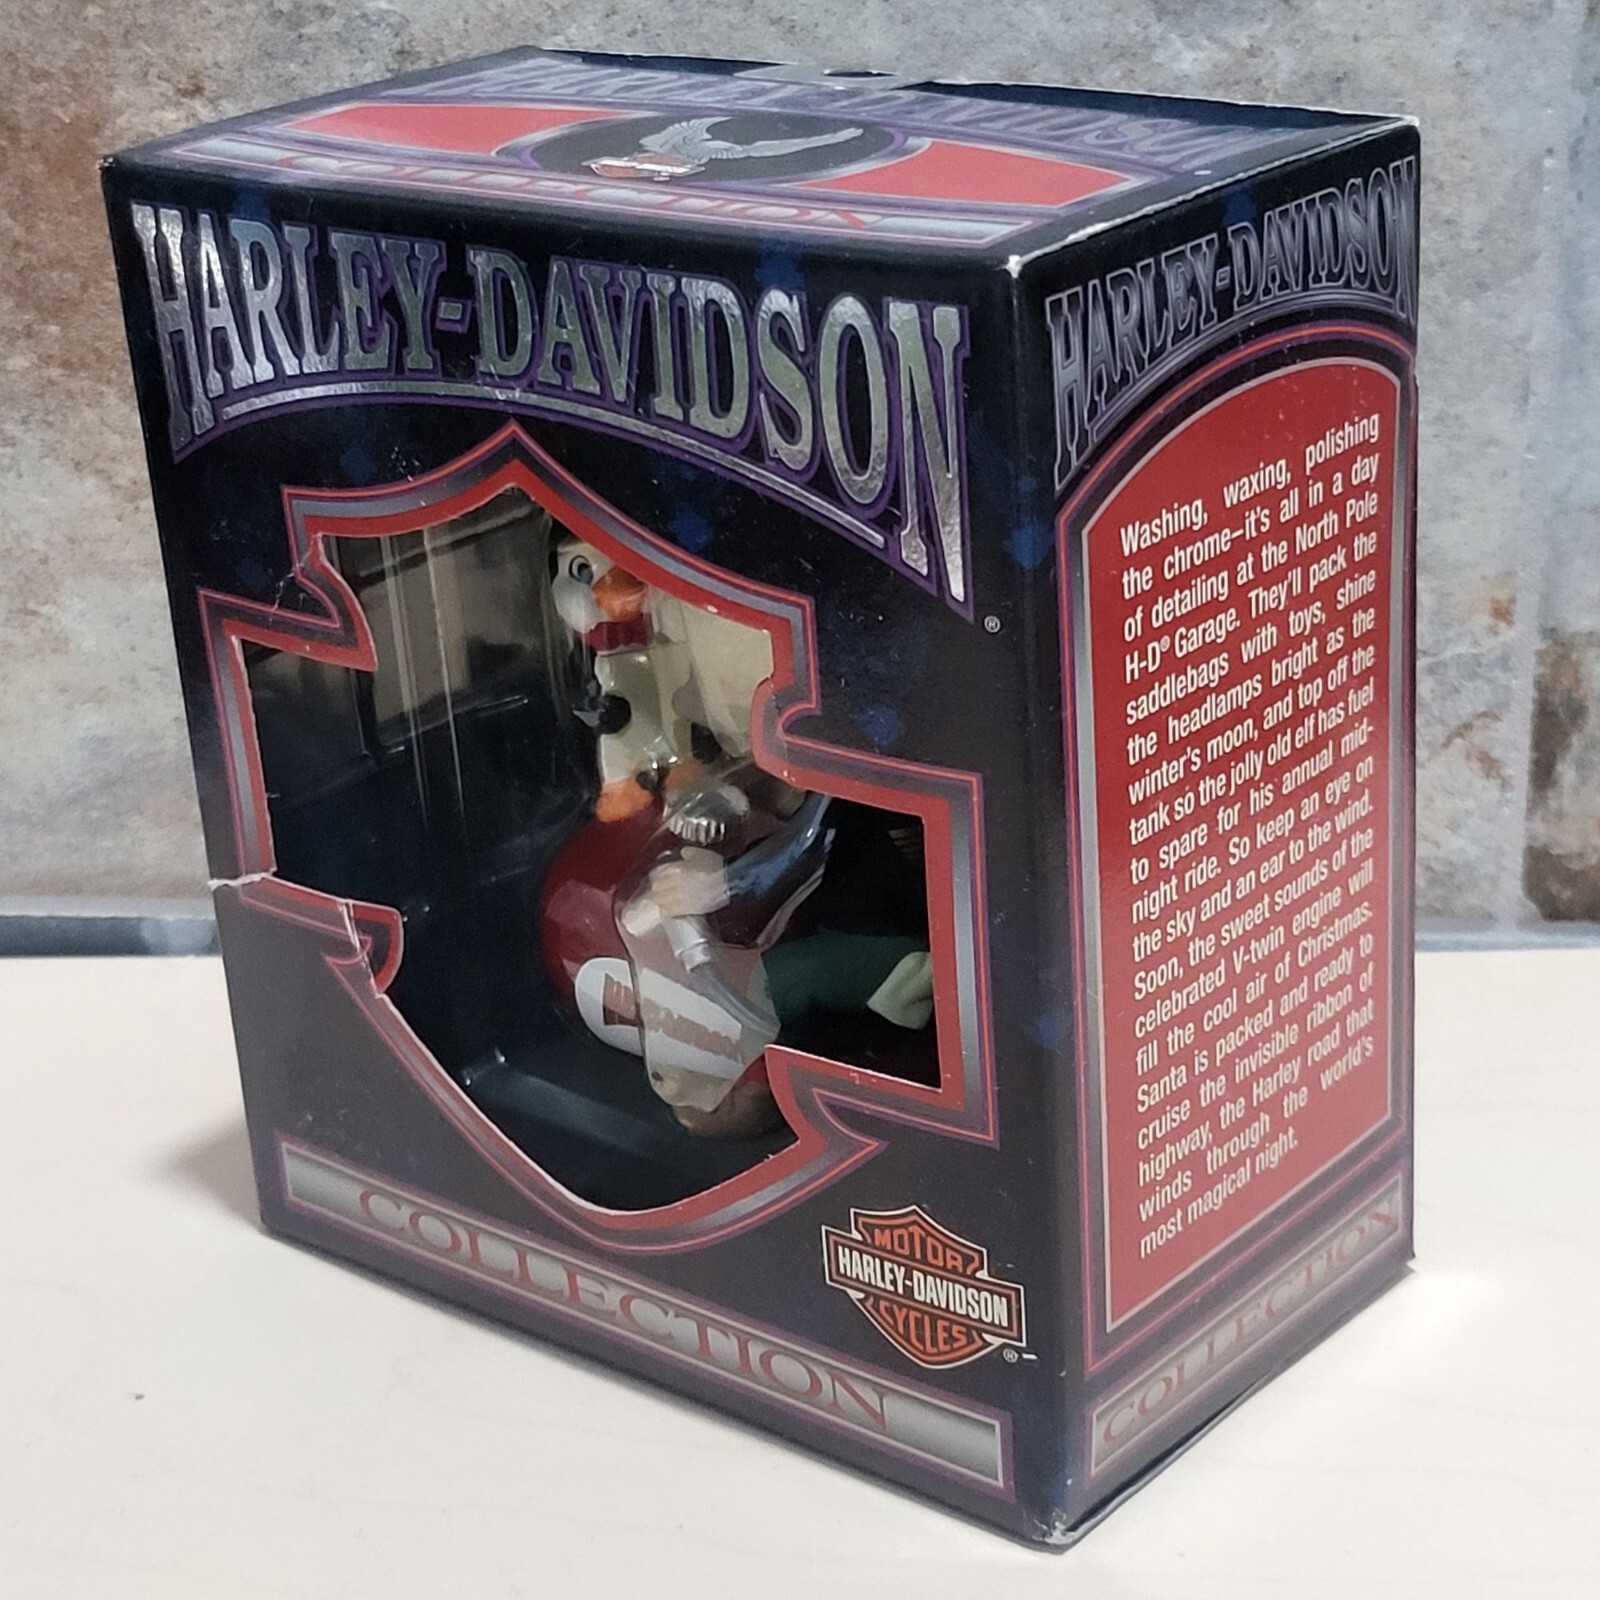 HARLEY-DAVIDSON
COLLECTION
HARLEY-DAVIDSON
®
HARLEY-DAVIDSON
COLLECTION
MOTOR
HARLEY-DAVIDSON
CYCLES
®
HARLEY-DAVIDSON
Washing, waxing, polishing
the chrome–it's all in a day
of detailing at the North Pole
H-D® Garage. They'll pack the
saddlebags with toys, shine
the headlamps bright as the
winter's moon, and top off the
tank so the jolly old elf has fuel
to spare for his annual mid-
night ride. So keep an eye on
the sky and an ear to the wind.
Soon, the sweet sounds of the
celebrated V-twin engine will
fill the cool air of Christmas.
Santa is packed and ready to
cruise the invisible ribbon of
highway, the Harley road that
winds through the world's
most magical night.
COLLECTION